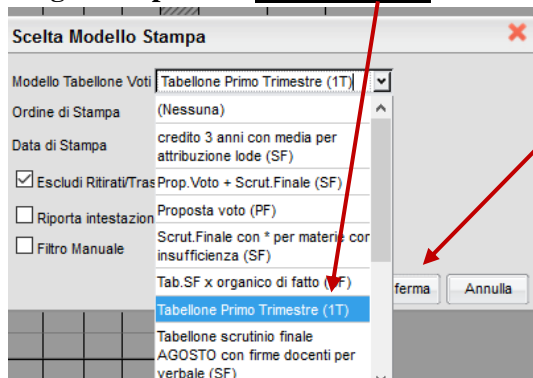 Scelta Modello Stampa
Modello Tabellone Voti Tabellone Primo Trimestre (1T)
Ordine di Stampa
Data di Stampa
Escludi Ritirati/Tras
Riporta intestazion
Filtro Manuale
(Nessuna)
credito 3 anni con media per
attribuzione lode (SF)
Prop.Voto + Scrut.Finale (SF)
Proposta voto (PF)
Scrut.Finale con * per materie con
insufficienza (SF)
Tab.SF x organico di fatto
Tabellone Primo Trimestre (1T)
Tabellone scrutinio finale
AGOSTO con firme docenti per
verbale (SF)
ferma Annulla